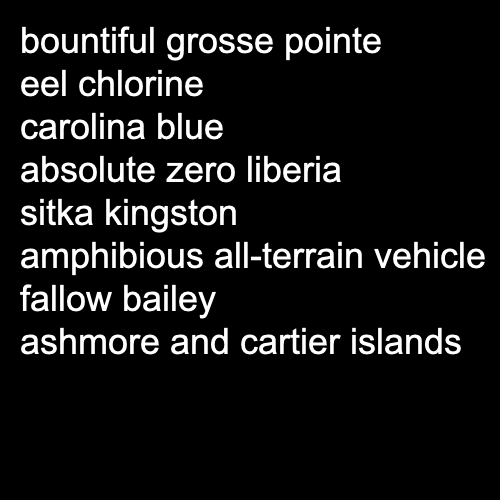 bountiful grosse pointe
eel chlorine
carolina blue
absolute zero liberia
sitka kingston
amphibious all-terrain vehicle
fallow bailey
ashmore and cartier islands